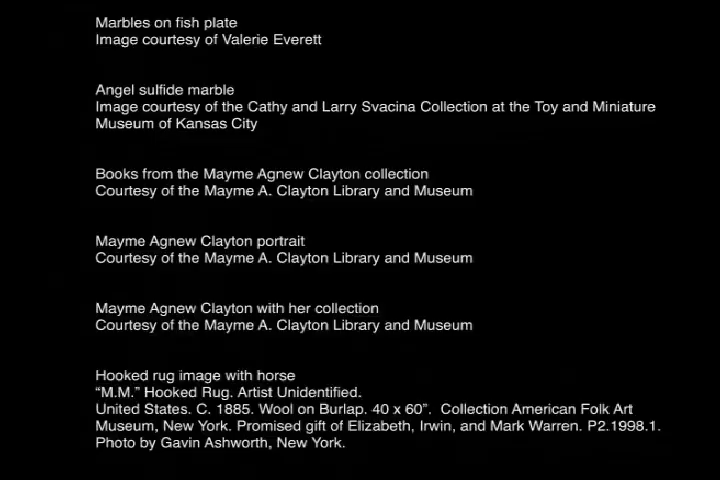 Marbles on fish plate
Image courtesy of Valerie Everett
Angel sulfide marble
Image courtesy of the Cathy and Larry Svacina Collection at the Toy and Miniature
Museum of Kansas City
Books from the Mayme Agnew Clayton collection
Courtesy of the Mayme A. Clayton Library and Museum
Mayme Agnew Clayton portrait
Courtesy of the Mayme A. Clayton Library and Museum
Mayme Agnew Clayton with her collection
Courtesy of the Mayme A. Clayton Library and Museum
Hooked rug image with horse
“M.M.” Hooked Rug. Artist Unidentified.
United States. C. 1885. Wool on Burlap. 40 x 60”. Collection American Folk Art
Museum, New York. Promised gift of Elizabeth, Irwin, and Mark Warren. P2.1998.1.
Photo by Gavin Ashworth, New York.